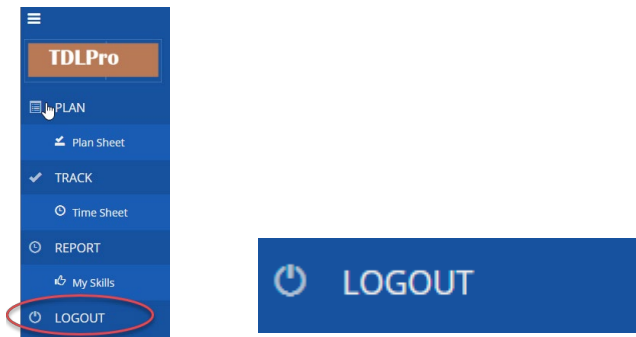 TDLPro
PLAN
Plan Sheet
TRACK
Time Sheet
REPORT
My Skills
LOGOUT
LOGOUT